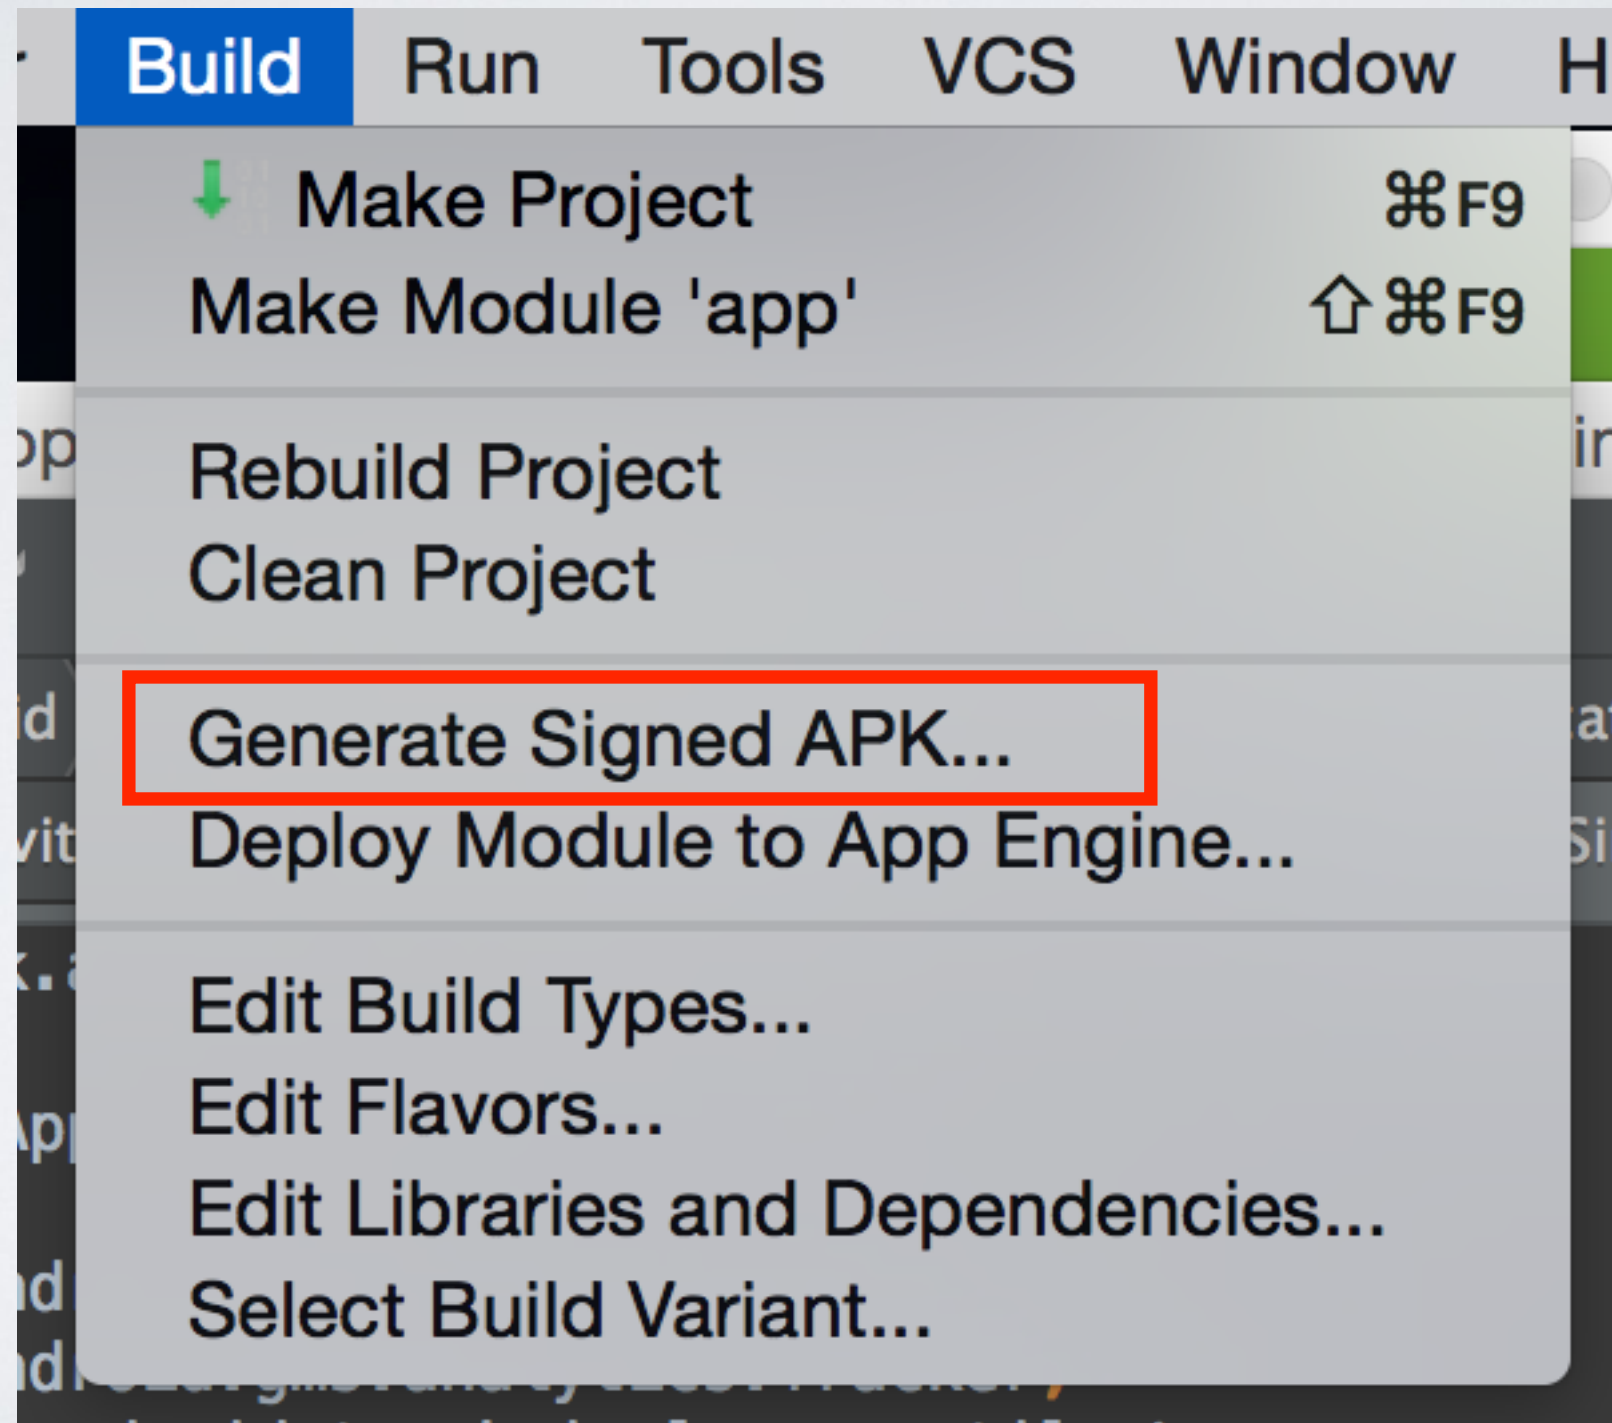 Build Run Tools VCS Window H
Make Project ⌘F9
Make Module 'app' ⇧⌘F9
Rebuild Project
Clean Project
Generate Signed APK...
Deploy Module to App Engine...
Edit Build Types...
Edit Flavors...
Edit Libraries and Dependencies...
Select Build Variant...